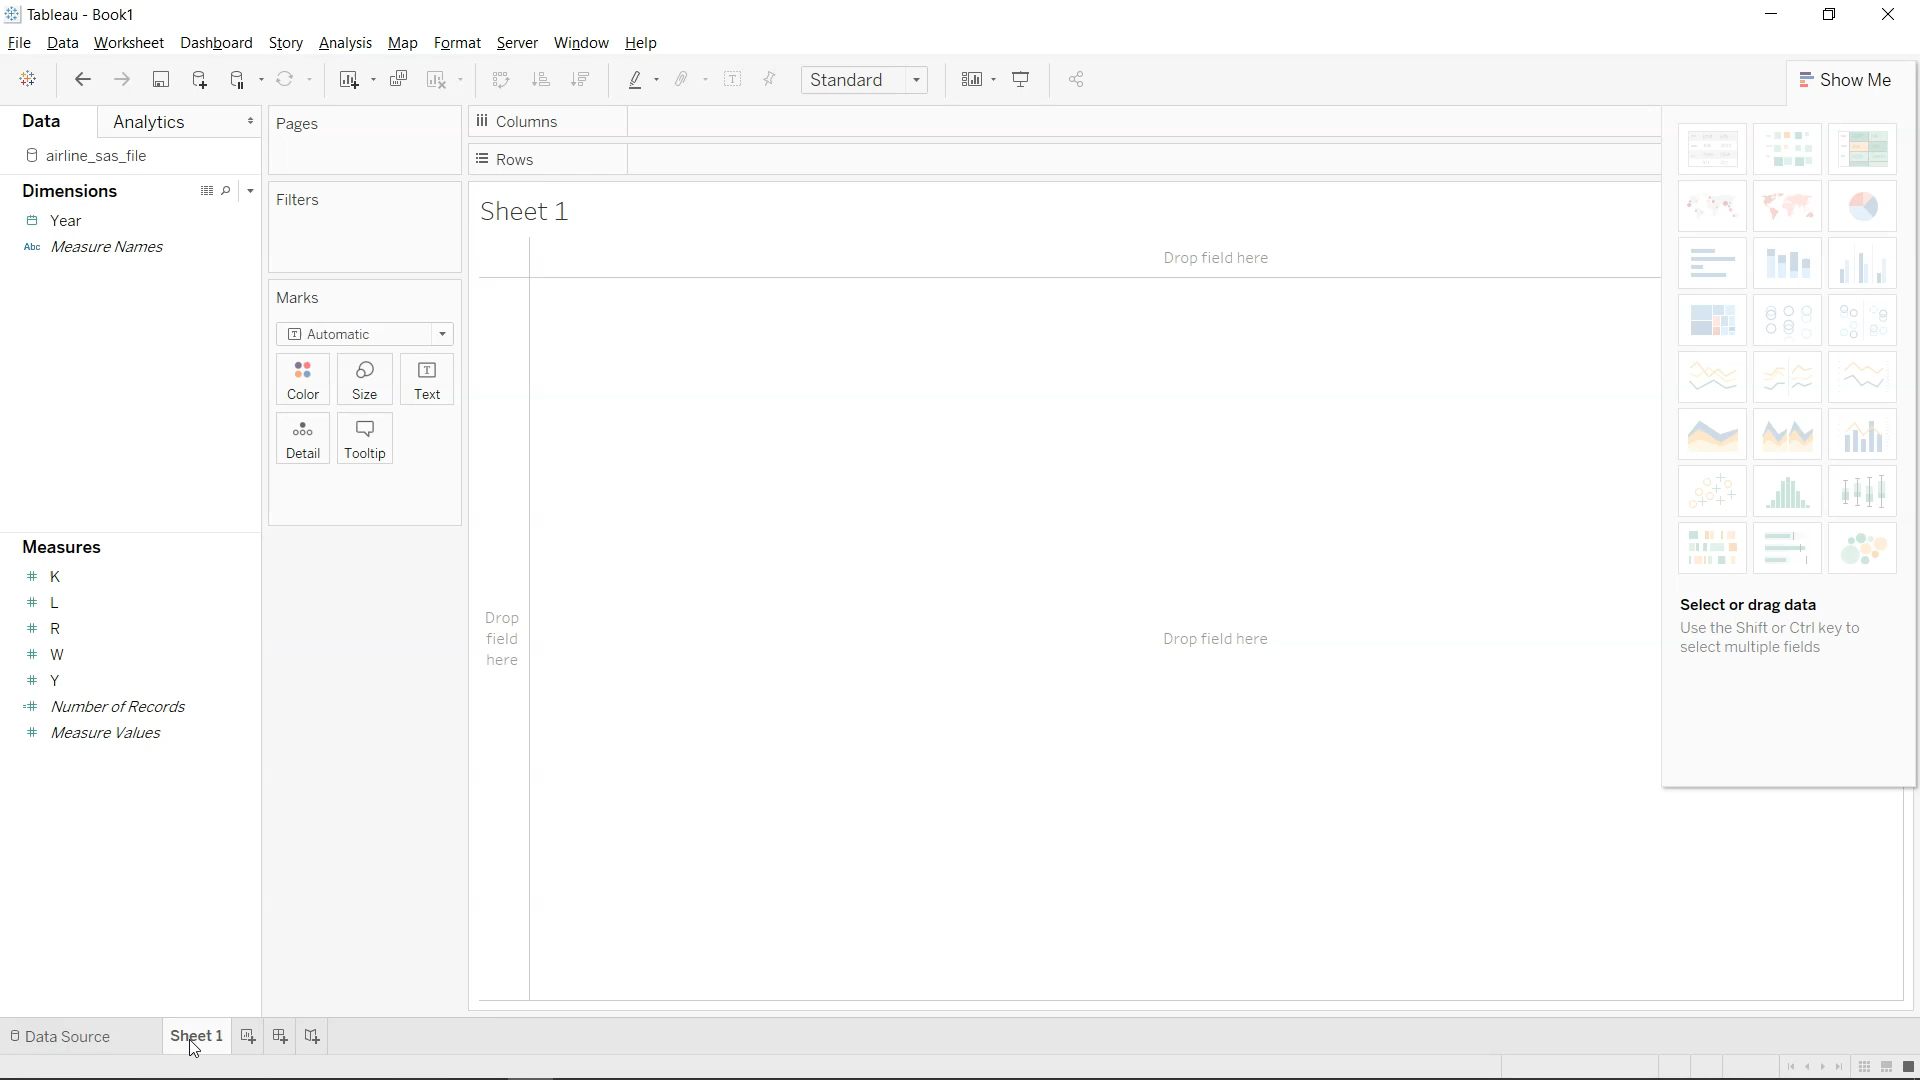 Tableau - Book1
File Data Worksheet Dashboard Story Analysis Map Format Server Window Help
Standard
Show Me
Data
Analytics
airline_sas_file
Dimensions
Year
Abc Measure Names
Measures
K
L
R
W
Y
Number of Records
Measure Values
Pages
Filters
Marks
Automatic
Color Size Text
Detail Tooltip
Columns
Rows
Sheet 1
Drop field here
Drop
field
here
Drop field here
Select or drag data
Use the Shift or Ctrl key to
select multiple fields
Data Source
Sheet 1